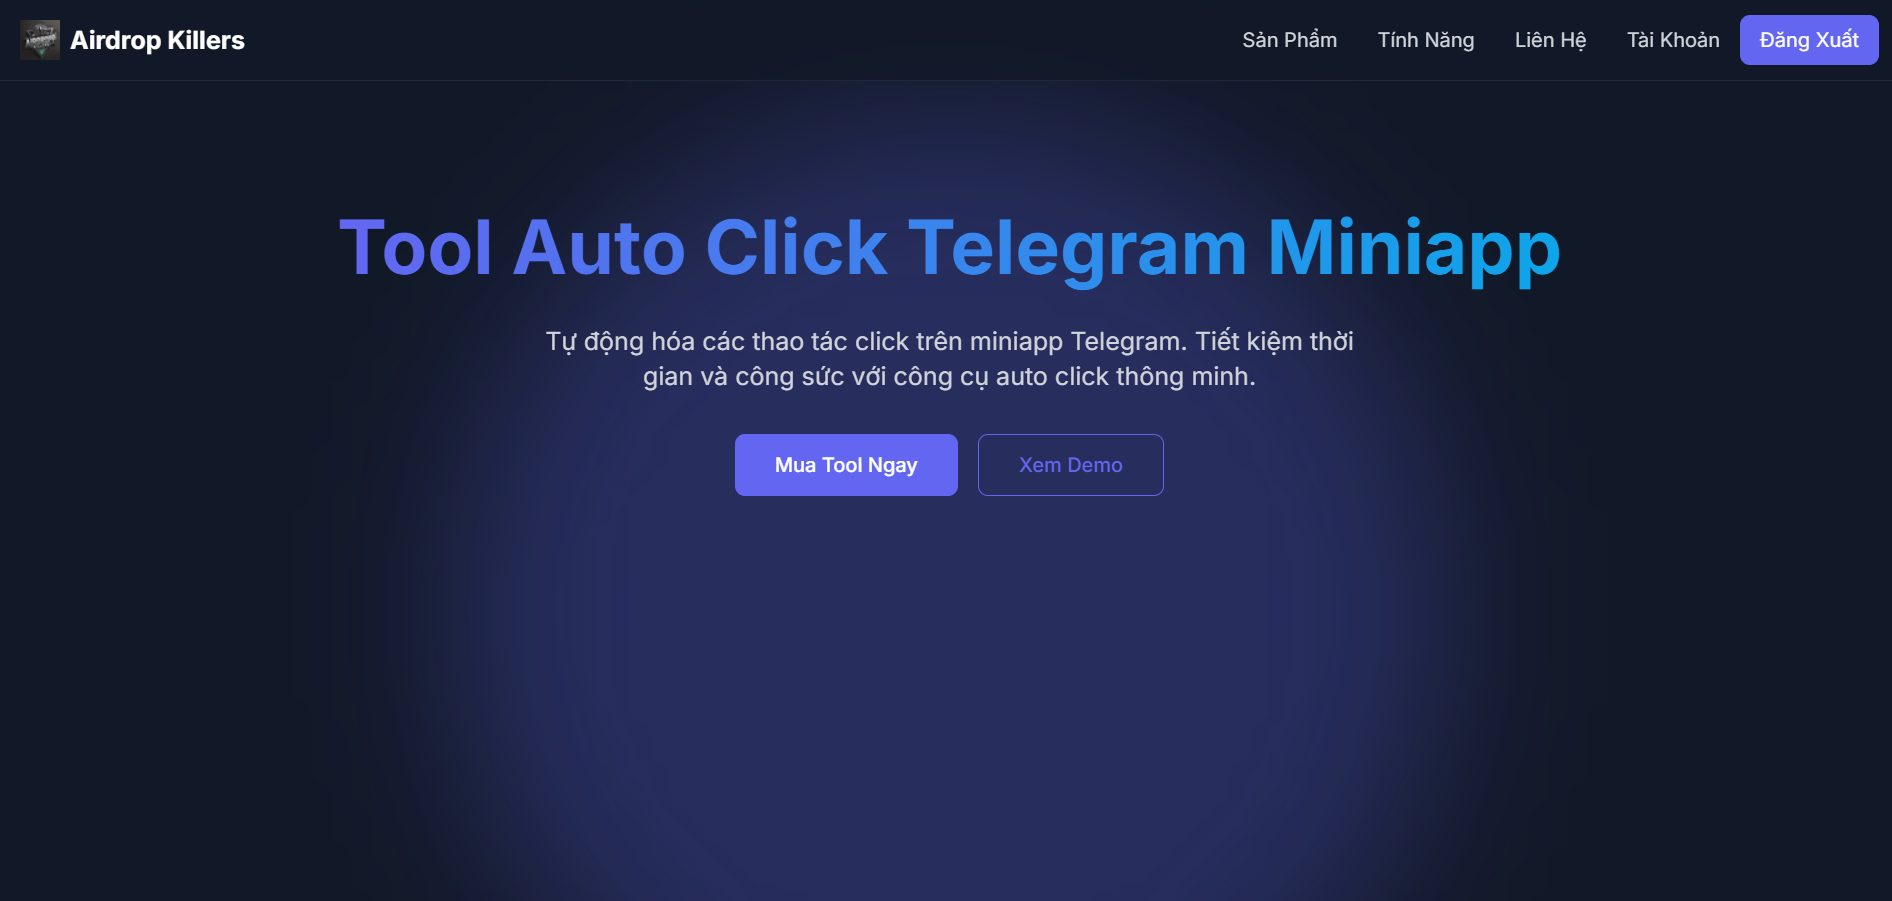 Airdrop Killers
Sản Phẩm
Tính Năng
Liên Hệ
Tài Khoản
Đăng Xuất
Tool Auto Click Telegram Miniapp
Tự động hóa các thao tác click trên miniapp Telegram. Tiết kiệm thời
gian và công sức với công cụ auto click thông minh.
Mua Tool Ngay
Xem Demo